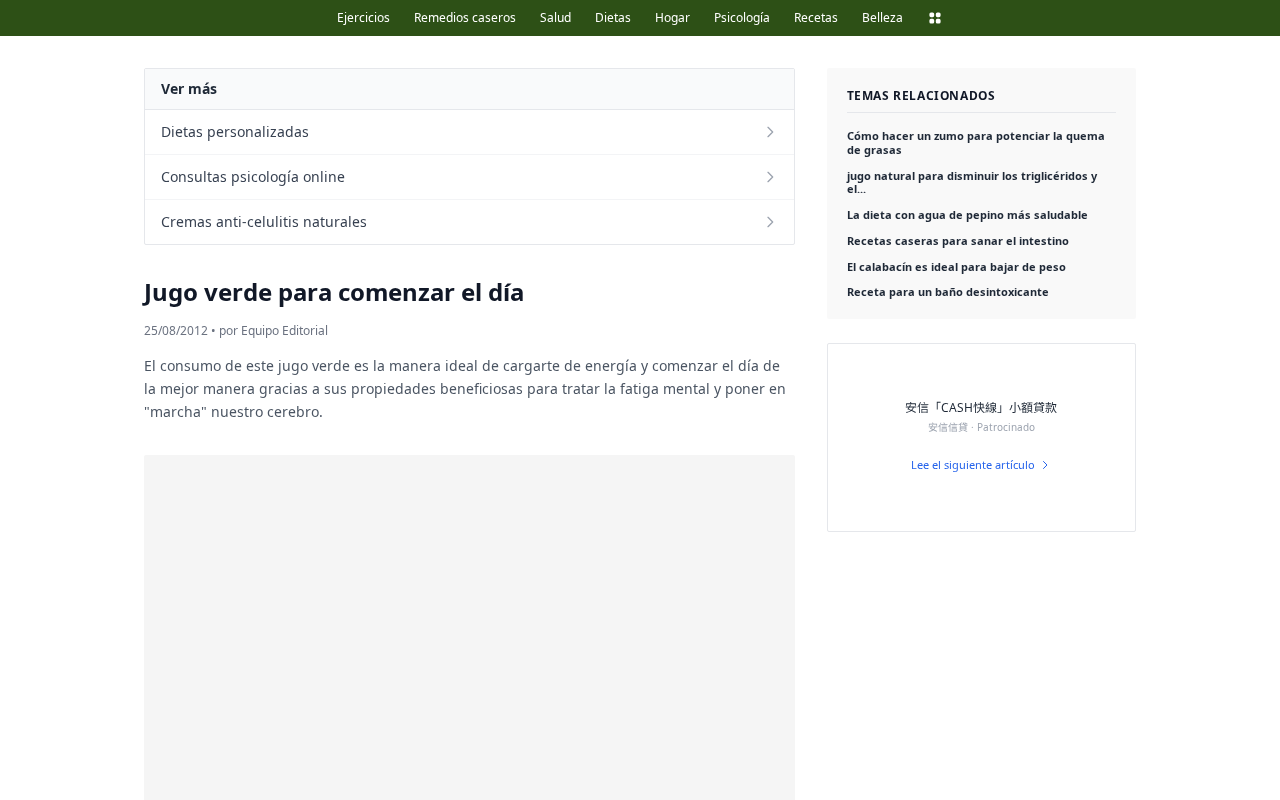 Ejercicios Remedios caseros Salud Dietas Hogar Psicología Recetas Belleza
Ver más
Dietas personalizadas
Consultas psicología online
Cremas anti-celulitis naturales
Jugo verde para comenzar el día
25/08/2012 • por Equipo Editorial
El consumo de este jugo verde es la manera ideal de cargarte de energía y comenzar el día de
la mejor manera gracias a sus propiedades beneficiosas para tratar la fatiga mental y poner en
"marcha" nuestro cerebro.
TEMAS RELACIONADOS
Cómo hacer un zumo para potenciar la quema
de grasas
jugo natural para disminuir los triglicéridos y
el...
La dieta con agua de pepino más saludable
Recetas caseras para sanar el intestino
El calabacín es ideal para bajar de peso
Receta para un baño desintoxicante
安信「CASH快線」小額貸款
安信信貸 · Patrocinado
Lee el siguiente artículo